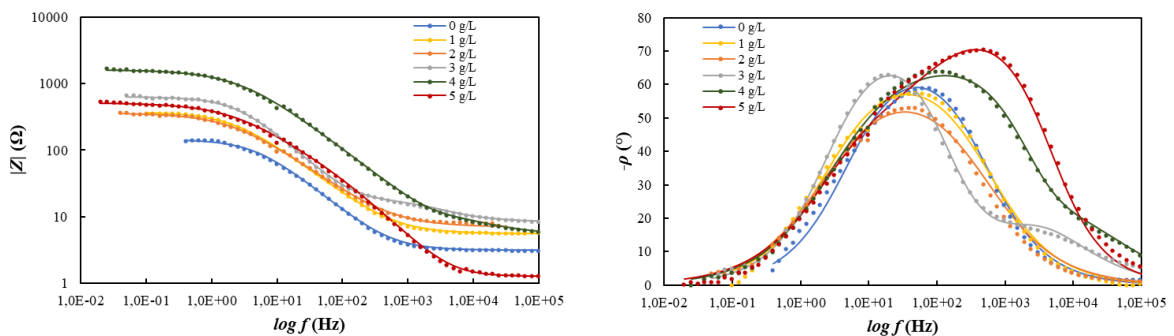 10000
1000
100
10
1
|Z| (Ω)
0 g/L
1 g/L
2 g/L
3 g/L
4 g/L
5 g/L
1,0E-02 1,0E-01 1,0E+00 1,0E+01 1,0E+02 1,0E+03 1,0E+04 1,0E+05
log f (Hz)
80
70
60
50
40
30
20
10
0
-ρ (°)
0 g/L
1 g/L
2 g/L
3 g/L
4 g/L
5 g/L
1,0E-02 1,0E-01 1,0E+00 1,0E+01 1,0E+02 1,0E+03 1,0E+04 1,0E+05
log f (Hz)